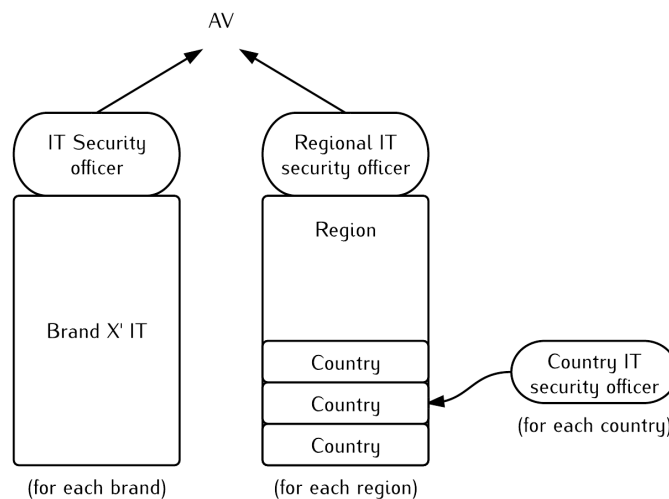 AV
IT Security
officer
Regional IT
security officer
Region
Brand X' IT
Country
Country
Country
Country IT
security officer
(for each country)
(for each brand)
(for each region)